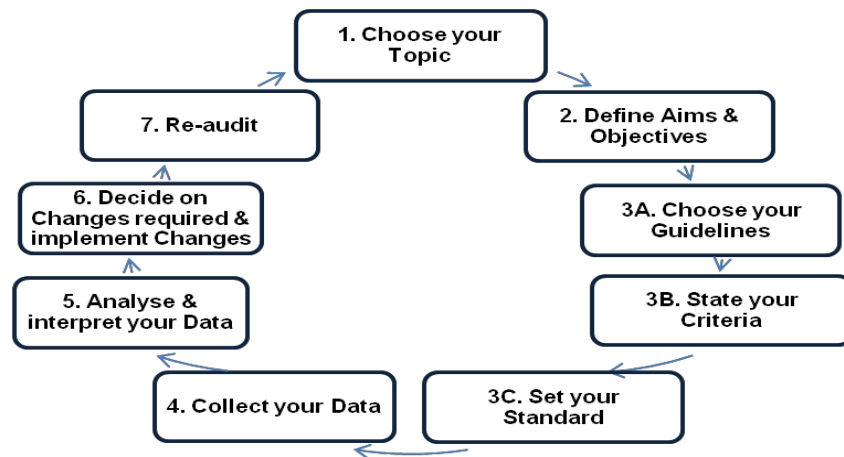 1. Choose your
Topic
2. Define Aims &
Objectives
3A. Choose your
Guidelines
3B. State your
Criteria
3C. Set your
Standard
4. Collect your Data
5. Analyse &
interpret your Data
6. Decide on
Changes required &
implement Changes
7. Re-audit